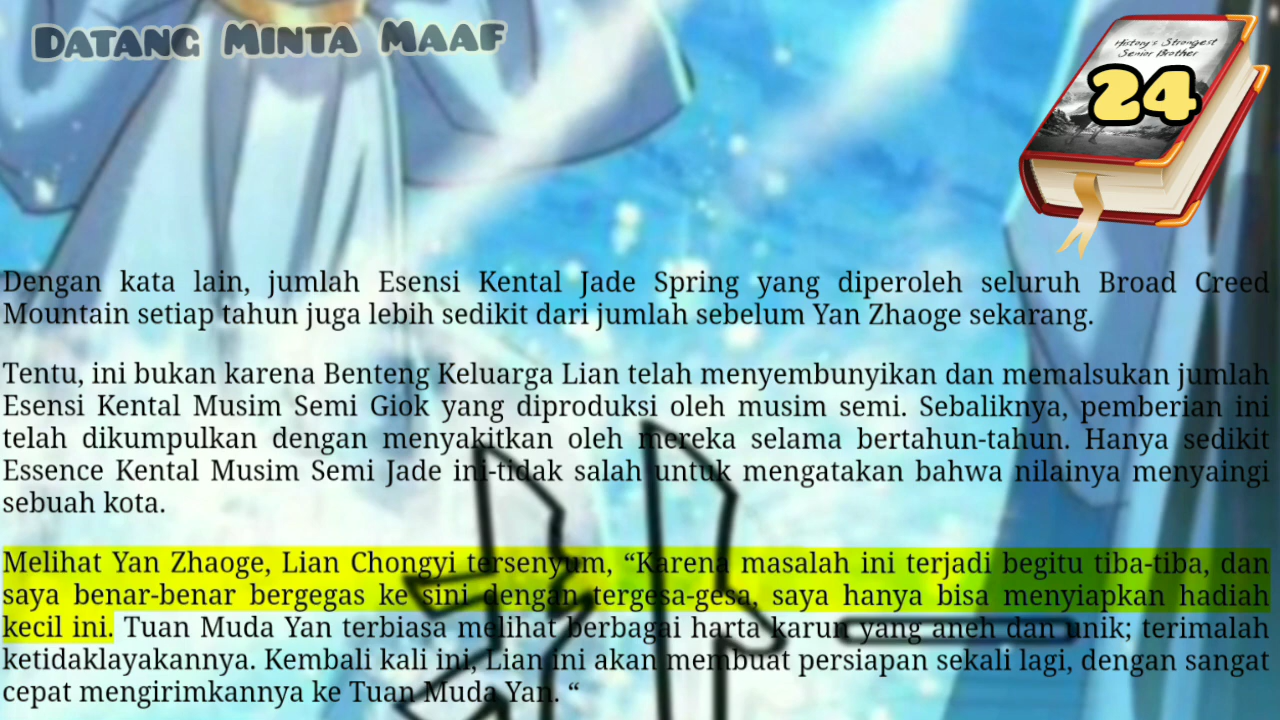 Datang Minta Maaf
History's Strongest
Senior Brother
24
Dengan kata lain, jumlah Esensi Kental Jade Spring yang diperoleh seluruh Broad Creed
Mountain setiap tahun juga lebih sedikit dari jumlah sebelum Yan Zhaoge sekarang.
Tentu, ini bukan karena Benteng Keluarga Lian telah menyembunyikan dan memalsukan jumlah
Esensi Kental Musim Semi Giok yang diproduksi oleh musim semi. Sebaliknya, pemberian ini
telah dikumpulkan dengan menyakitkan oleh mereka selama bertahun-tahun. Hanya sedikit
Essence Kental Musim Semi Jade ini-tidak salah untuk mengatakan bahwa nilainya menyaingi
sebuah kota.
Melihat Yan Zhaoge, Lian Chongyi tersenyum, “Karena masalah ini terjadi begitu tiba-tiba, dan
saya benar-benar bergegas ke sini dengan tergesa-gesa, saya hanya bisa menyiapkan hadiah
kecil ini. Tuan Muda Yan terbiasa melihat berbagai harta karun yang aneh dan unik; terimalah
ketidaklayakannya. Kembali kali ini, Lian ini akan membuat persiapan sekali lagi, dengan sangat
cepat mengirimkannya ke Tuan Muda Yan. “